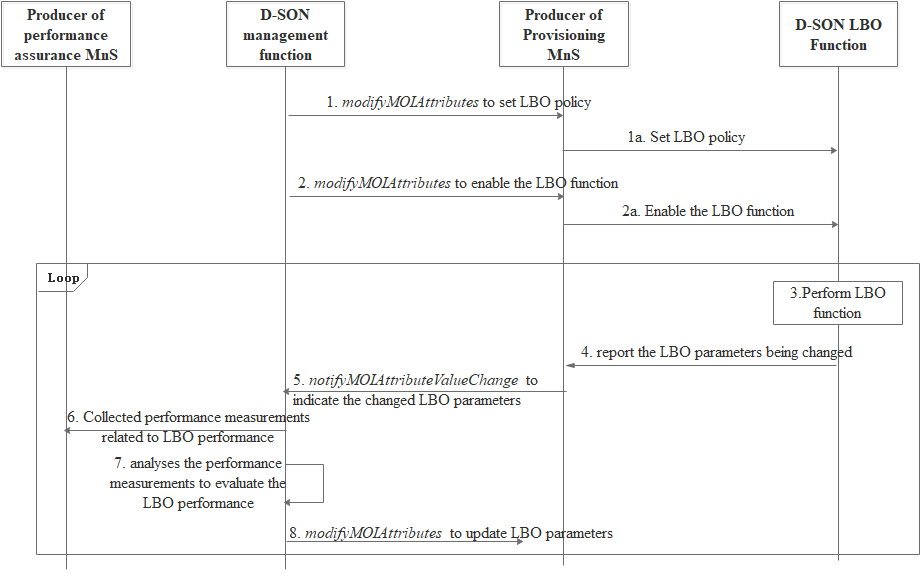 Producer of
performance
assurance MnS
D-SON
management
function
Producer of
Provisioning
MnS
D-SON LBO
Function
1. modifyMOIAttributes to set LBO policy
1a. Set LBO policy
2. modifyMOIAttributes to enable the LBO function
2a. Enable the LBO function
Loop
3.Perform LBO
function
4. report the LBO parameters being changed
5. notifyMOIAttributeValueChange to
indicate the changed LBO parameters
6. Collected performance measurements
related to LBO performance
7. analyses the performance
measurements to evaluate the
LBO performance
8. modifyMOIAttributes to update LBO parameters